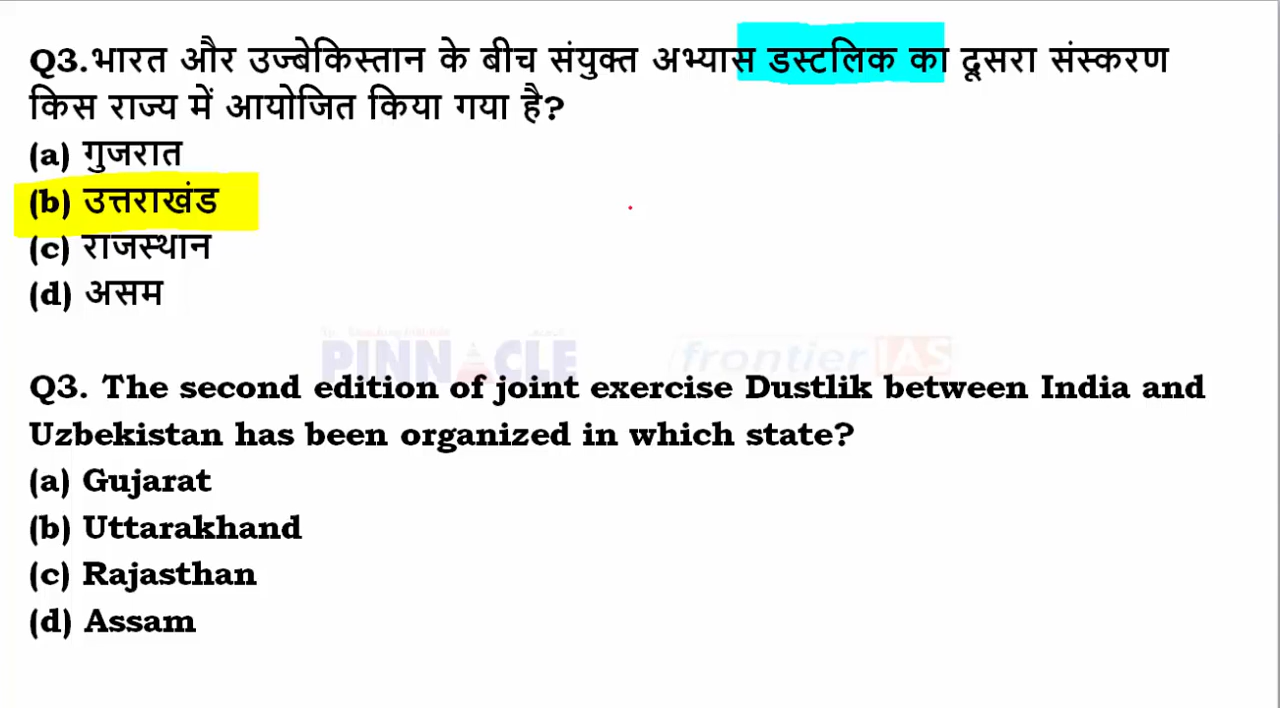 Q3.भारत और उज्बेकिस्तान के बीच संयुक्त अभ्यास डस्टलिक का दूसरा संस्करण
किस राज्य में आयोजित किया गया है?
(a) गुजरात
(b) उत्तराखंड
(c) राजस्थान
(d) असम
PINNACLE frontier IAS
Q3. The second edition of joint exercise Dustlik between India and
Uzbekistan has been organized in which state?
(a) Gujarat
(b) Uttarakhand
(c) Rajasthan
(d) Assam